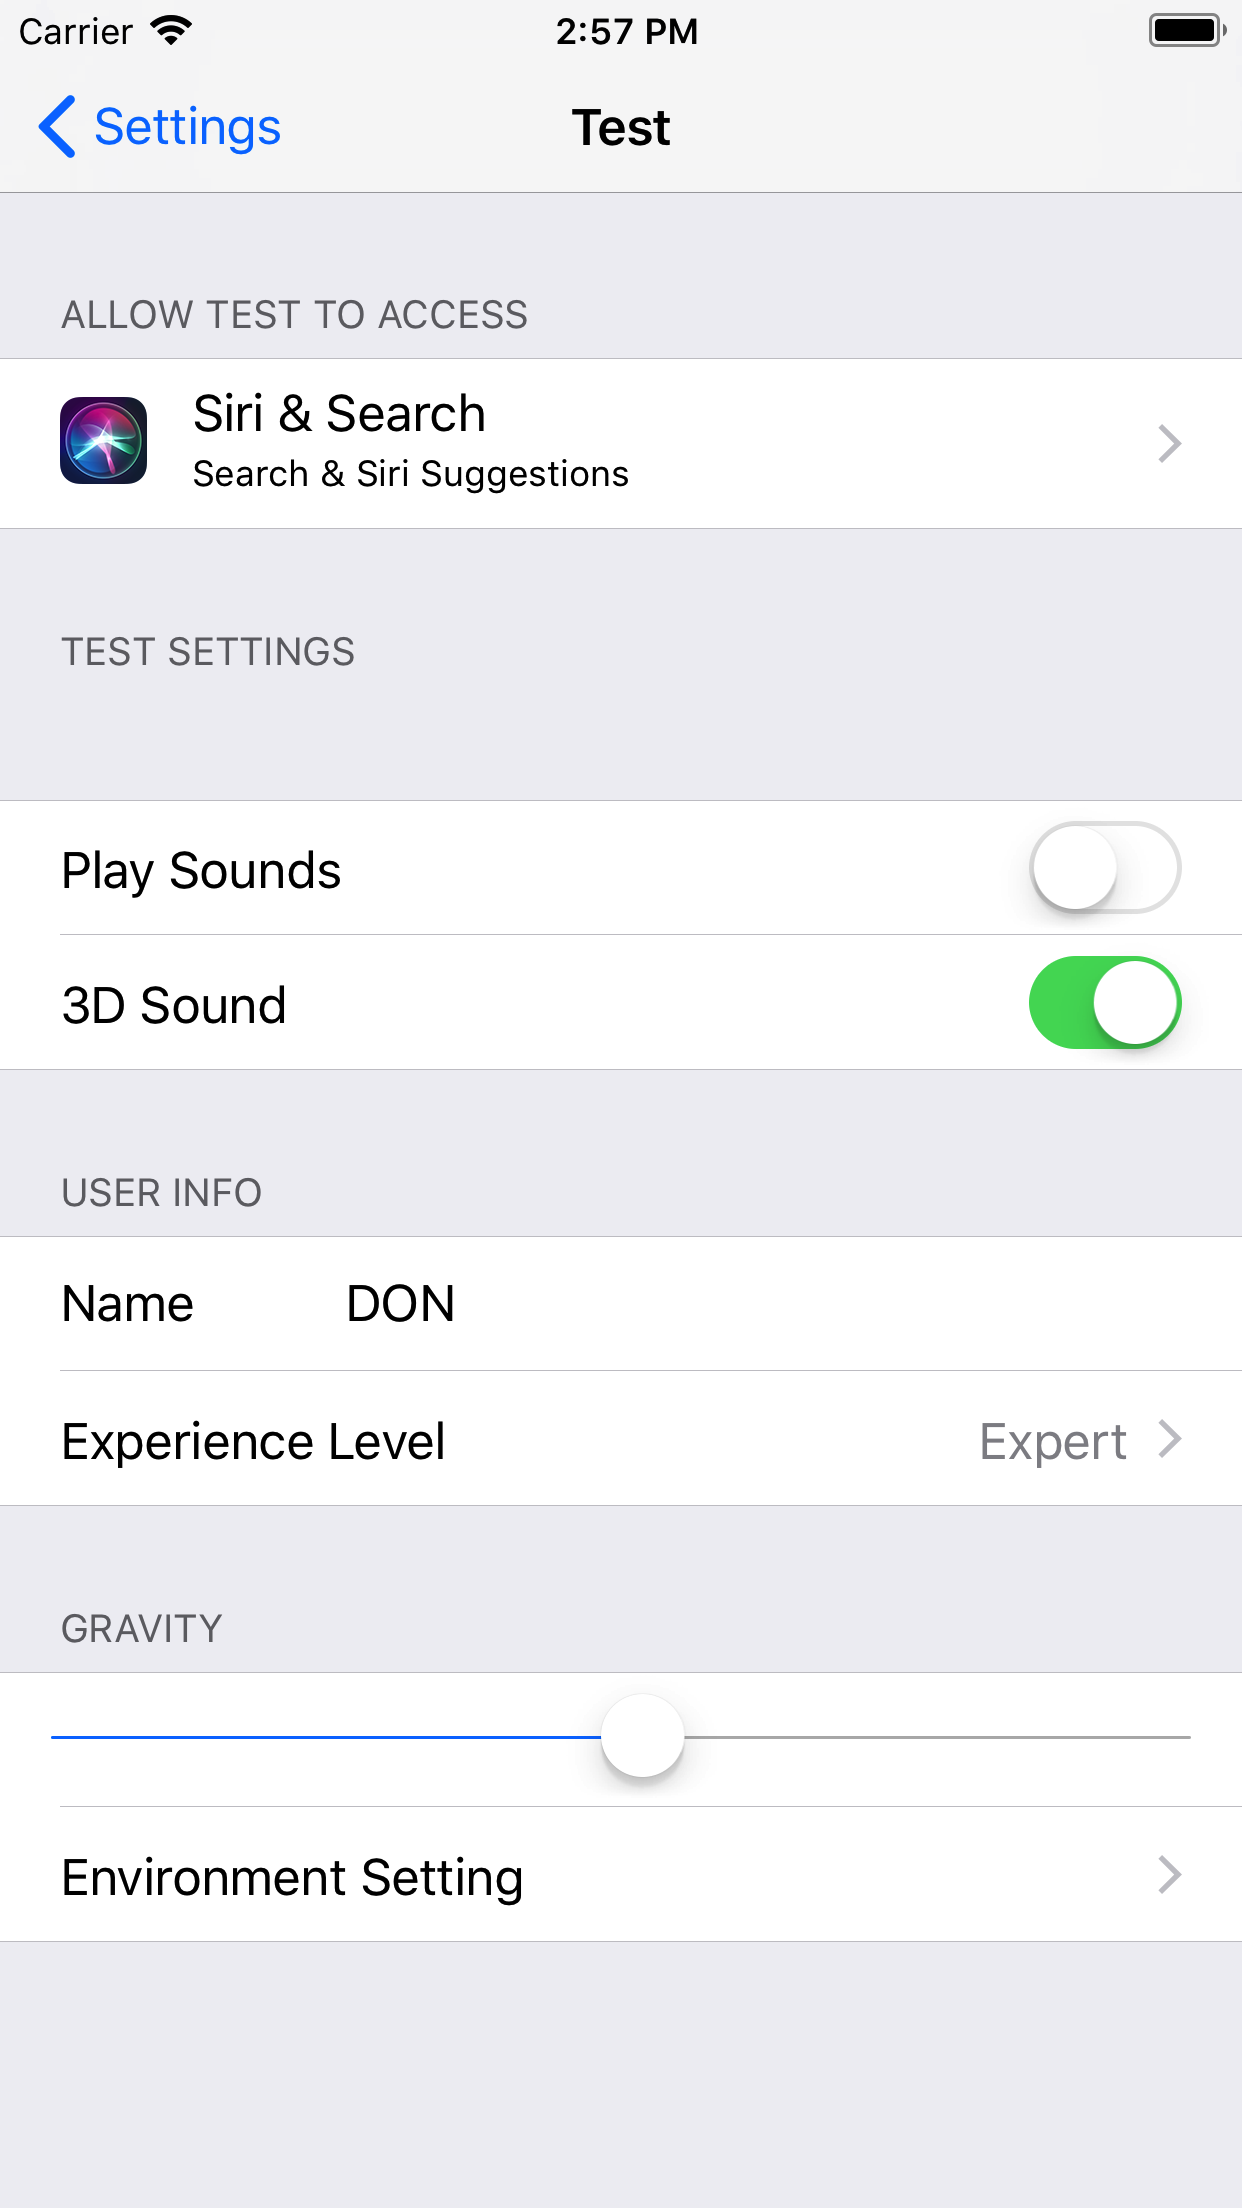 Carrier 2:57 PM
Settings Test
ALLOW TEST TO ACCESS
Siri & Search
Search & Siri Suggestions
TEST SETTINGS
Play Sounds
3D Sound
USER INFO
Name DON
Experience Level Expert
GRAVITY
Environment Setting